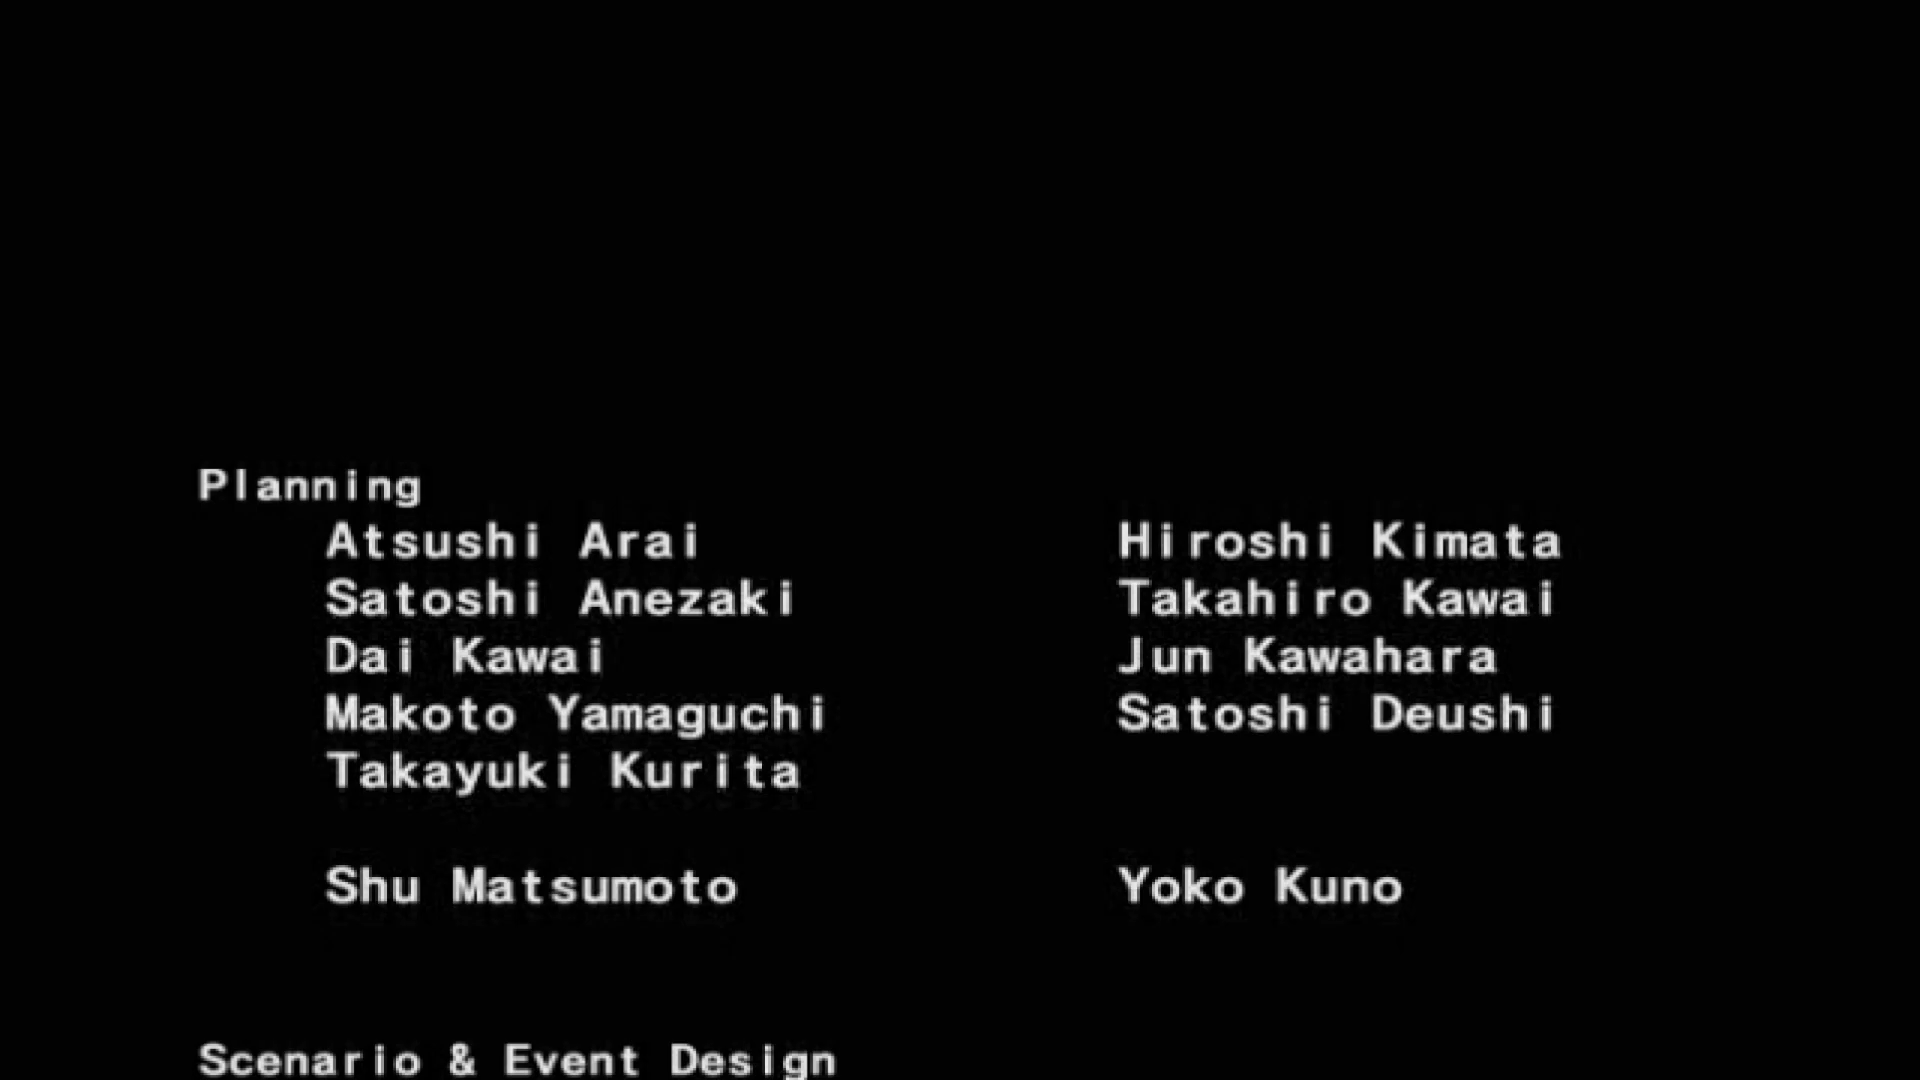 Planning
Atsushi Arai Hiroshi Kimata
Satoshi Anezaki Takahiro Kawai
Dai Kawai Jun Kawahara
Makoto Yamaguchi Satoshi Deushi
Takayuki Kurita
Shu Matsumoto Yoko Kuno
Scenario & Event Design